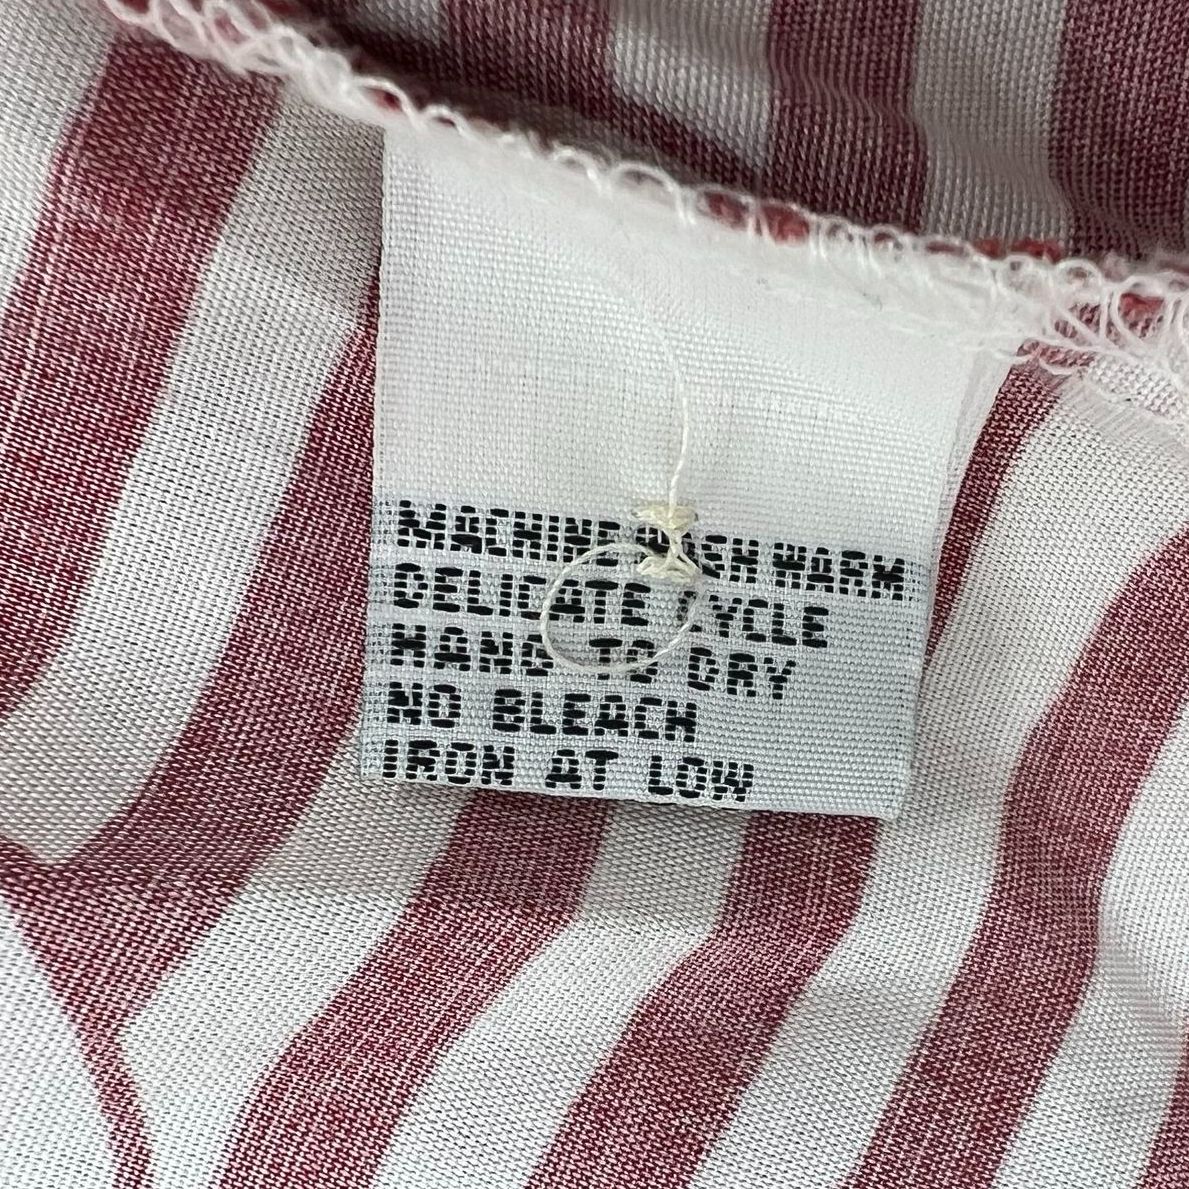 MACHINE WASH WARM
DELICATE CYCLE
HANG TO DRY
NO BLEACH
IRON AT LOW